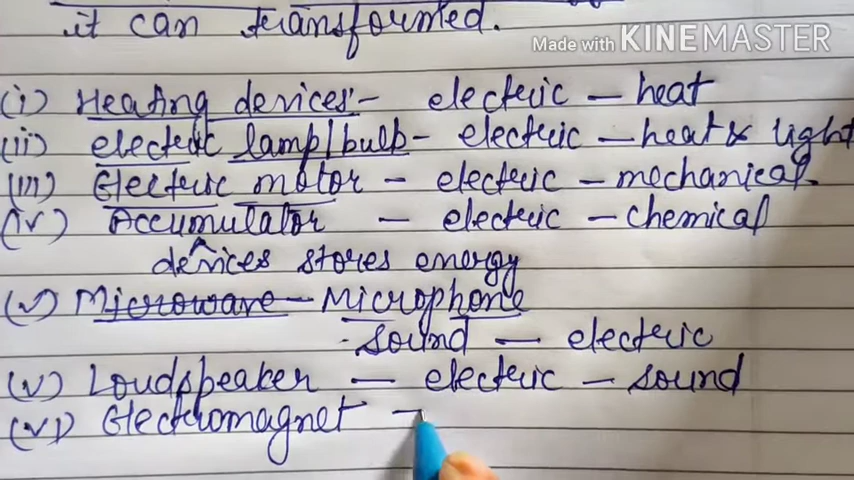 it can transformed.
Made with KINEMASTER
(i) Heating devices:- electric — heat
(ii) electric lamp/bulb- electric — heat & light
(iii) Electric motor - electric - mechanical.
(iv) Accumulator - electric - chemical
devices stores energy
(v) Microware - Microphone
sound — electric
(v) Loudspeaker — electric - sound
(vi) Electromagnet -